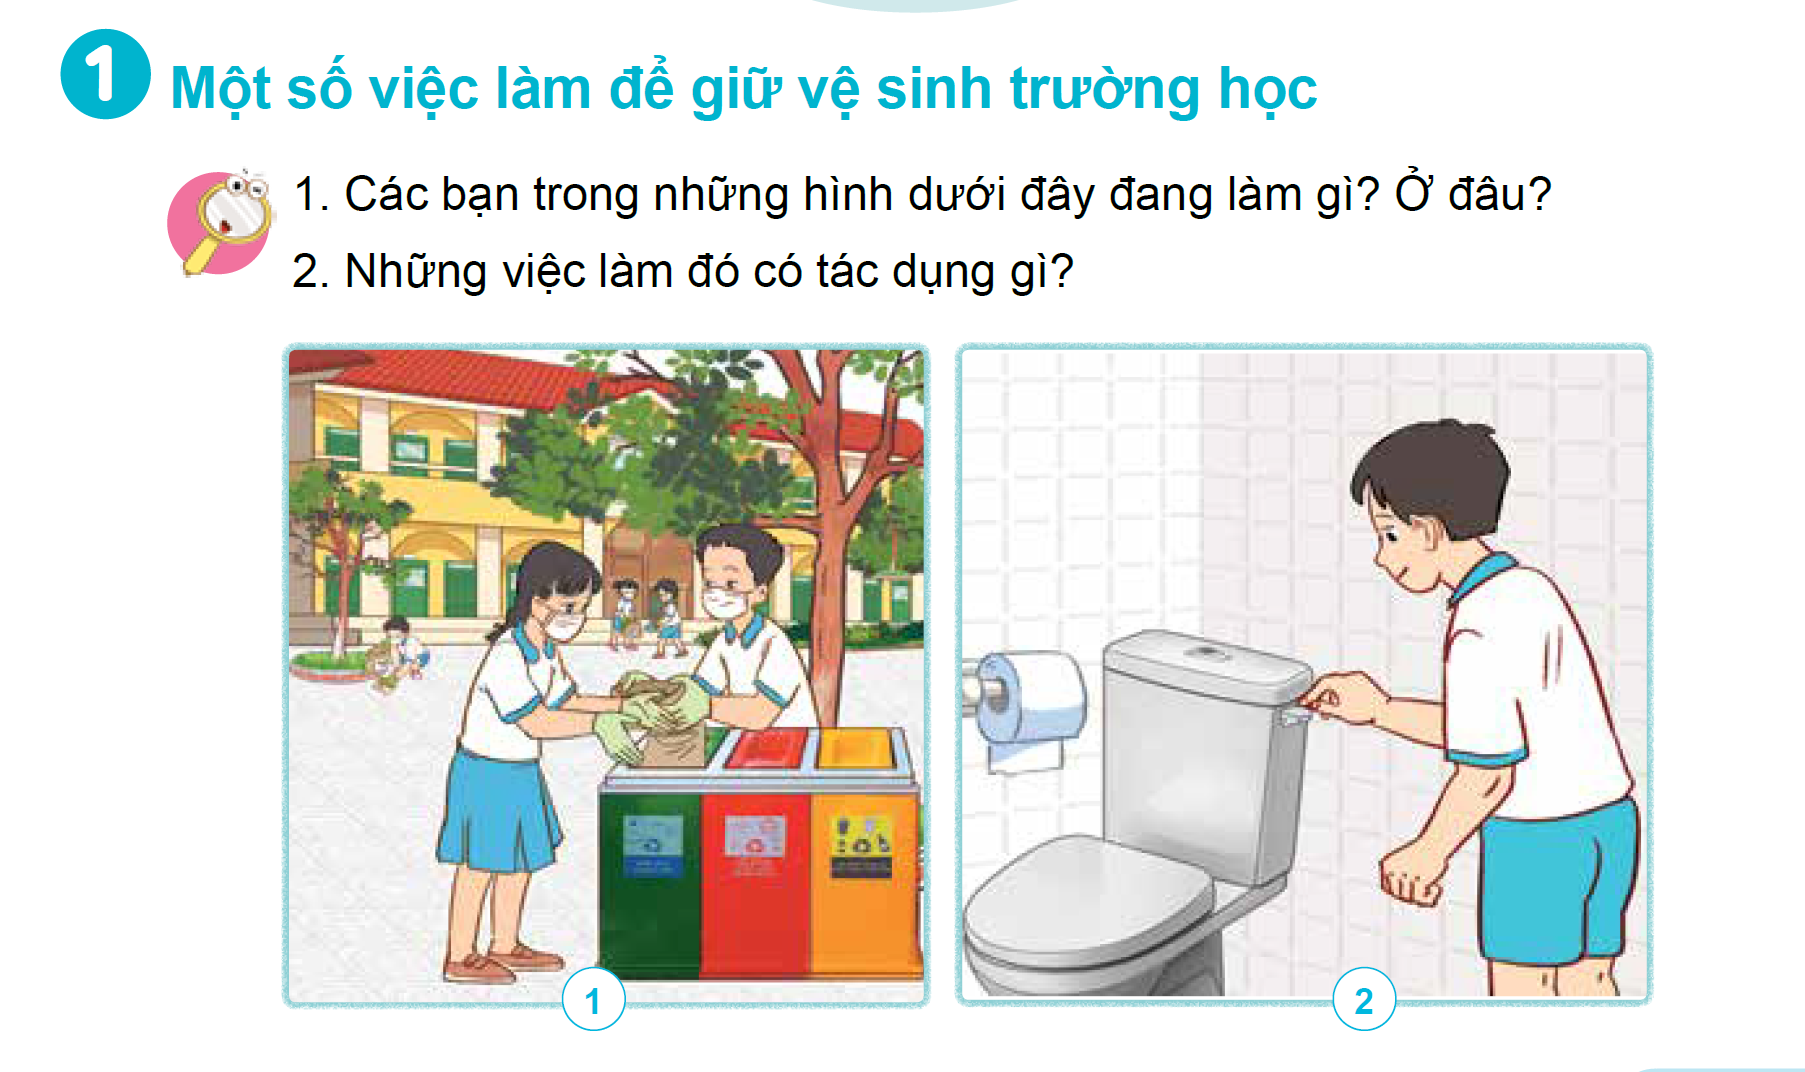 1 Một số việc làm để giữ vệ sinh trường học
1. Các bạn trong những hình dưới đây đang làm gì? Ở đâu?
2. Những việc làm đó có tác dụng gì?
1
2